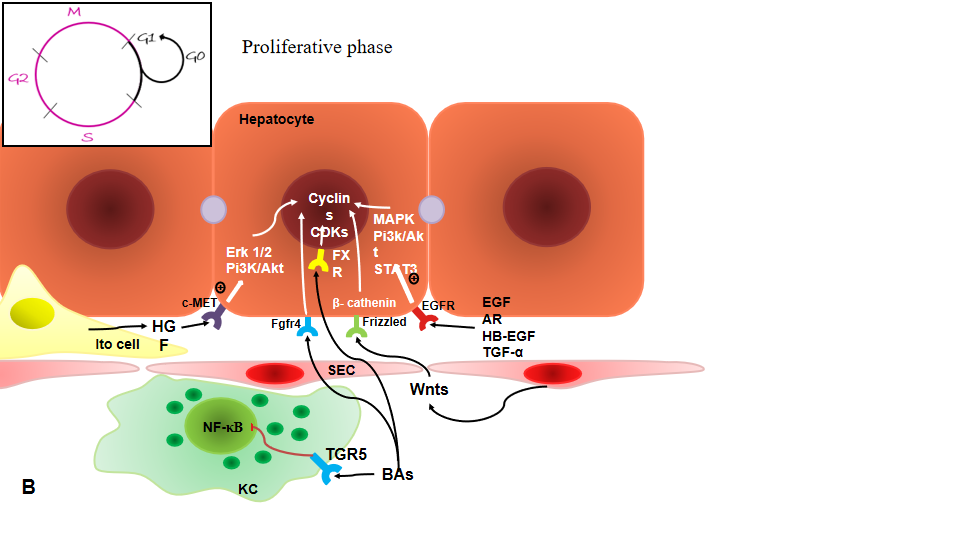 M
G1
G0
G2
S
Proliferative phase
Hepatocyte
Cyclin
s
CDKs
MAPK
Pi3k/Ak
t
STAT3
Erk 1/2
Pi3K/Akt
FX
R
c-MET
β- cathenin
EGFR
EGF
AR
HB-EGF
TGF-α
HG
F
Ito cell
Fgfr4
Frizzled
SEC
Wnts
NF-κB
TGR5
BAs
KC
B